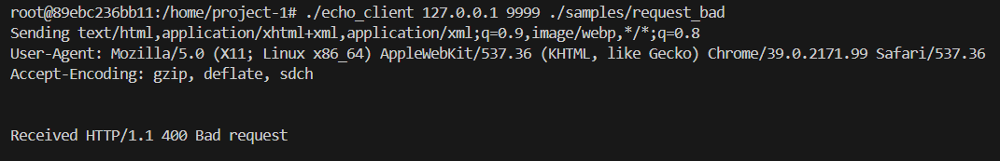 root@89ebc236bb11:/home/project-1# ./echo_client 127.0.0.1 9999 ./samples/request_bad
Sending text/html,application/xhtml+xml,application/xml;q=0.9,image/webp,*/*;q=0.8
User-Agent: Mozilla/5.0 (X11; Linux x86_64) AppleWebKit/537.36 (KHTML, like Gecko) Chrome/39.0.2171.99 Safari/537.36
Accept-Encoding: gzip, deflate, sdch
Received HTTP/1.1 400 Bad request